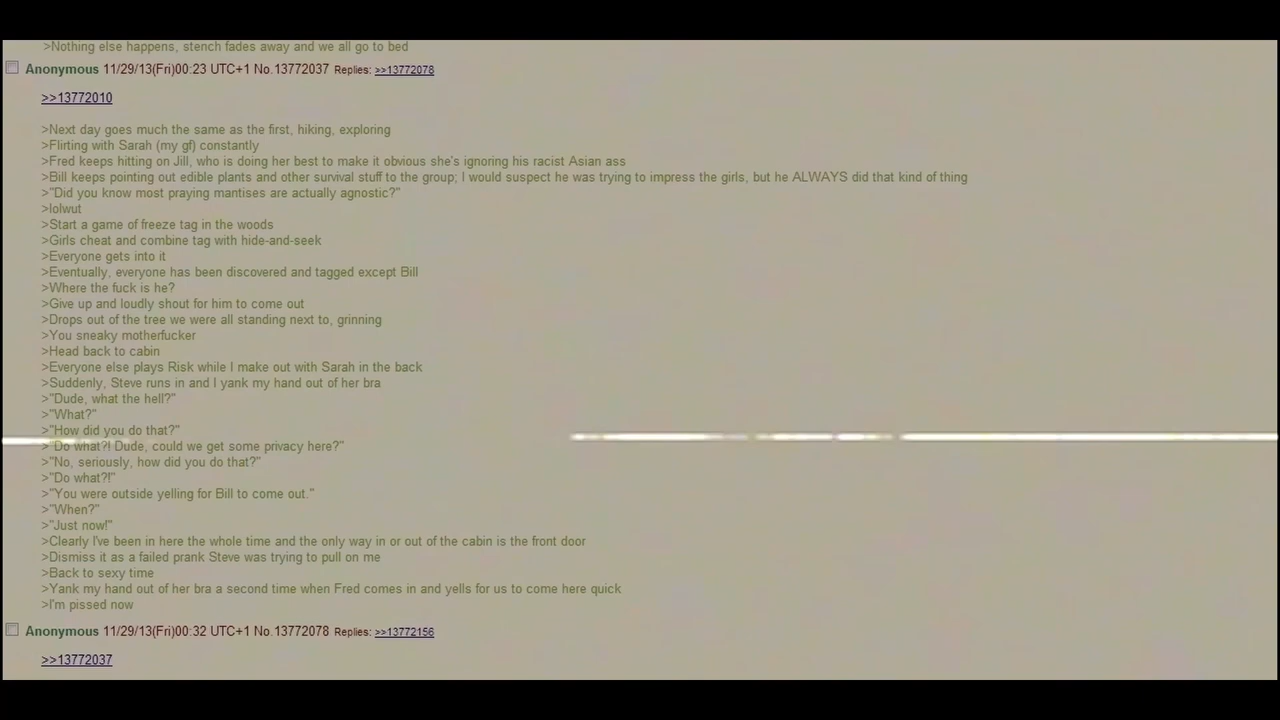 >Nothing else happens, stench fades away and we all go to bed
Anonymous 11/29/13(Fri)00:23 UTC+1 No.13772037 Replies: >>13772078
>>13772010
>Next day goes much the same as the first, hiking, exploring
>Flirting with Sarah (my gf) constantly
>Fred keeps hitting on Jill, who is doing her best to make it obvious she's ignoring his racist Asian ass
>Bill keeps pointing out edible plants and other survival stuff to the group; I would suspect he was trying to impress the girls, but he ALWAYS did that kind of thing
>"Did you know most praying mantises are actually agnostic?"
>lolwut
>Start a game of freeze tag in the woods
>Girls cheat and combine tag with hide-and-seek
>Everyone gets into it
>Eventually, everyone has been discovered and tagged except Bill
>Where the fuck is he?
>Give up and loudly shout for him to come out
>Drops out of the tree we were all standing next to, grinning
>You sneaky motherfucker
>Head back to cabin
>Everyone else plays Risk while I make out with Sarah in the back
>Suddenly, Steve runs in and I yank my hand out of her bra
>"Dude, what the hell?"
>"What?"
>"How did you do that?"
>"Do what?! Dude, could we get some privacy here?"
>"No, seriously, how did you do that?"
>"Do what?!"
>"You were outside yelling for Bill to come out."
>"When?"
>"Just now!"
>Clearly I've been in here the whole time and the only way in or out of the cabin is the front door
>Dismiss it as a failed prank Steve was trying to pull on me
>Back to sexy time
>Yank my hand out of her bra a second time when Fred comes in and yells for us to come here quick
>I'm pissed now
Anonymous 11/29/13(Fri)00:32 UTC+1 No.13772078 Replies: >>13772156
>>13772037